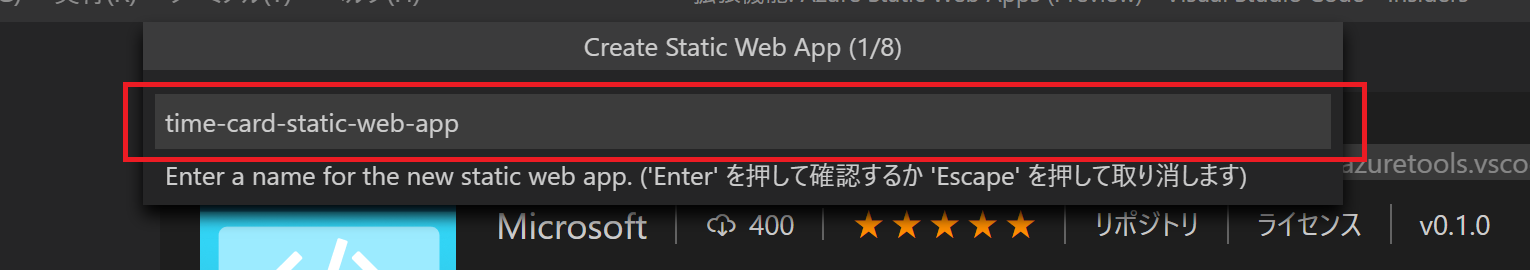 Create Static Web App (1/8)
time-card-static-web-app
Enter a name for the new static web app. ('Enter' を押して確認するか 'Escape' を押して取り消します)
azuretools.vsco
Microsoft 400 ★★★★★ リポジトリ ライセンス v0.1.0